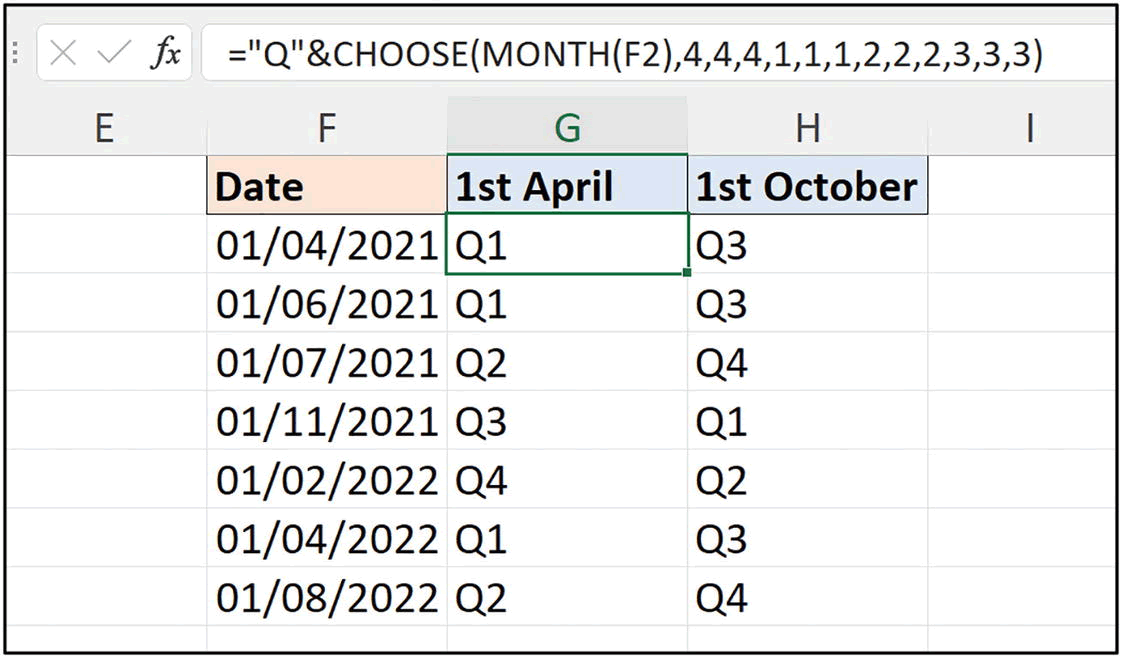 fx ="Q"&CHOOSE(MONTH(F2),4,4,4,1,1,1,2,2,2,3,3,3)
E F G H I
Date 1st April 1st October
01/04/2021 Q1 Q3
01/06/2021 Q1 Q3
01/07/2021 Q2 Q4
01/11/2021 Q3 Q1
01/02/2022 Q4 Q2
01/04/2022 Q1 Q3
01/08/2022 Q2 Q4